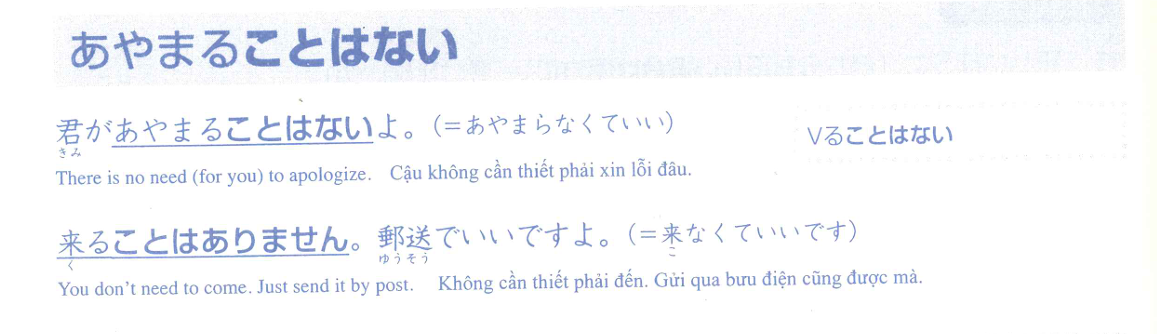 あやまることはない
君があやまることはないよ。(=あやまらなくていい)
きみ
Vることはない
There is no need (for you) to apologize. Cậu không cần thiết phải xin lỗi đâu.
来ることはありません。郵送でいいですよ。(=来なくていいです)
く ゆうそう こ
You don't need to come. Just send it by post. Không cần thiết phải đến. Gửi qua bưu điện cũng được mà.